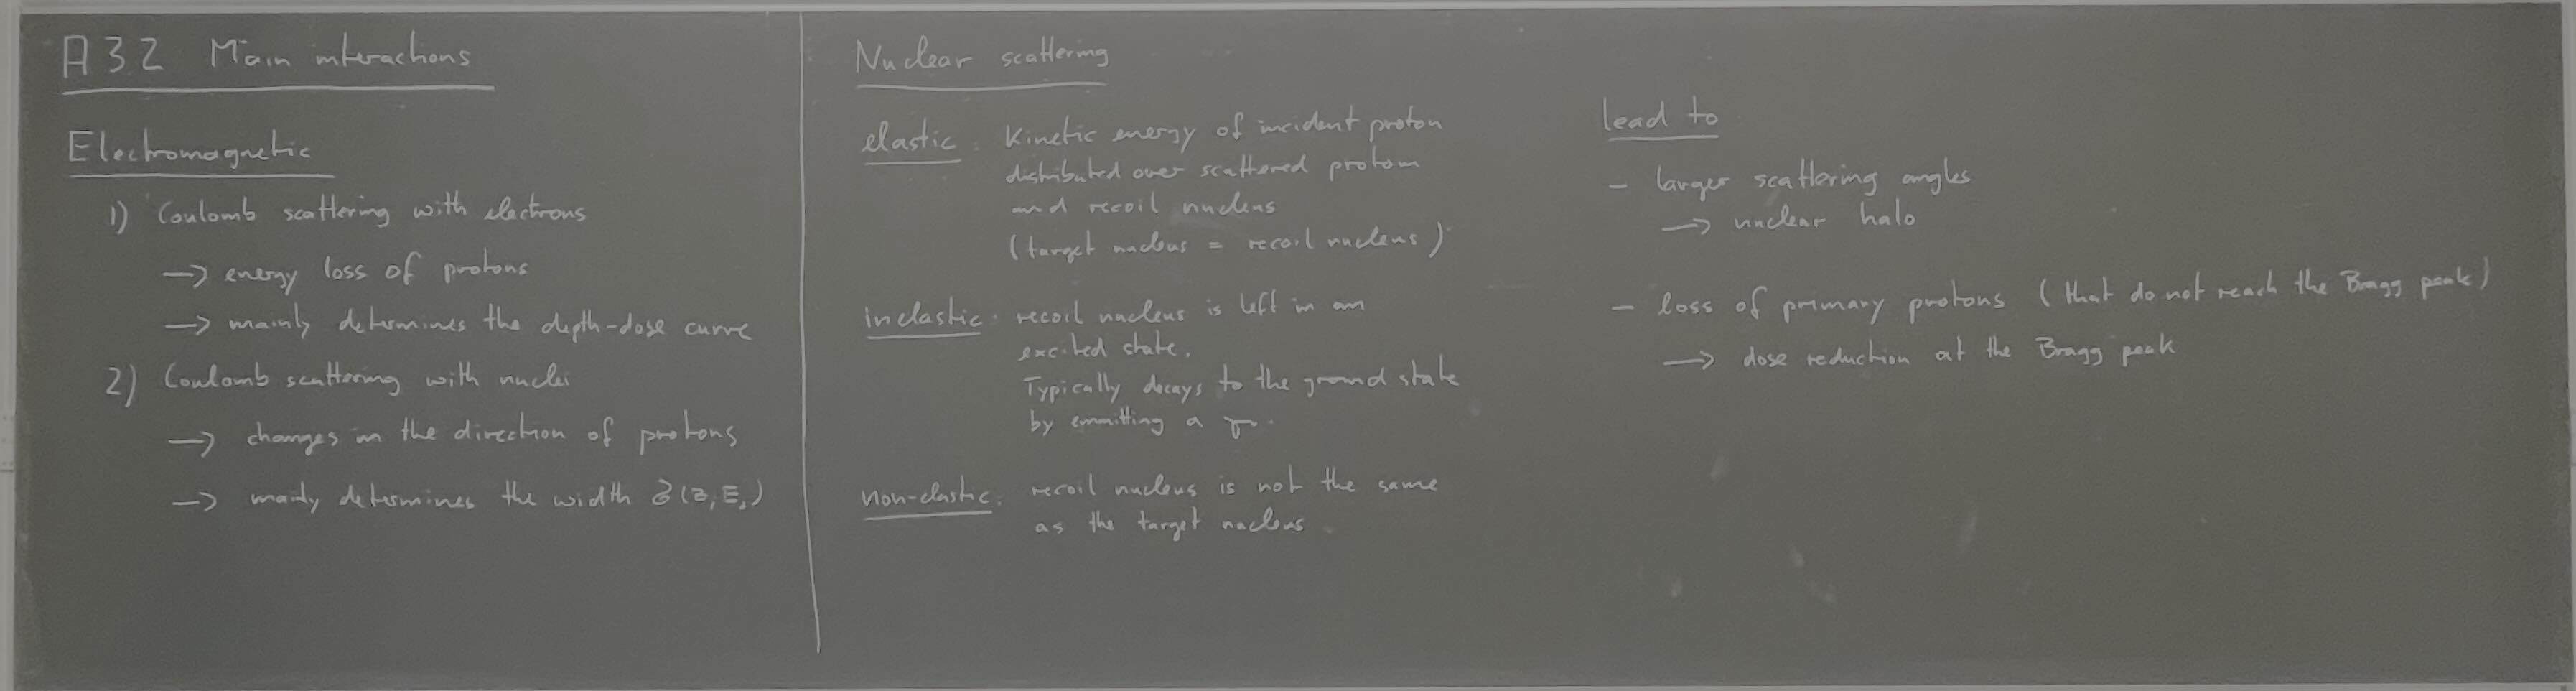 A 3.2 Main interactions
Electromagnetic
1) Coulomb scattering with electrons
→ energy loss of protons
→ mainly determines the depth-dose curve
2) Coulomb scattering with nuclei
→ changes in the direction of protons
→ mainly determines the width
Nuclear scattering
elastic: Kinetic energy of incident proton
distributed over scattered proton
and recoil nucleus
(target nucleus = recoil nucleus)
inelastic: recoil nucleus is left in an
excited state.
Typically decays to the ground state
by emmitting a γ.
non-elastic: recoil nucleus is not the same
as the target nucleus
lead to
- larger scattering angles
→ nuclear halo
- loss of primary protons (that do not reach the Bragg peak)
→ dose reduction at the Bragg peak